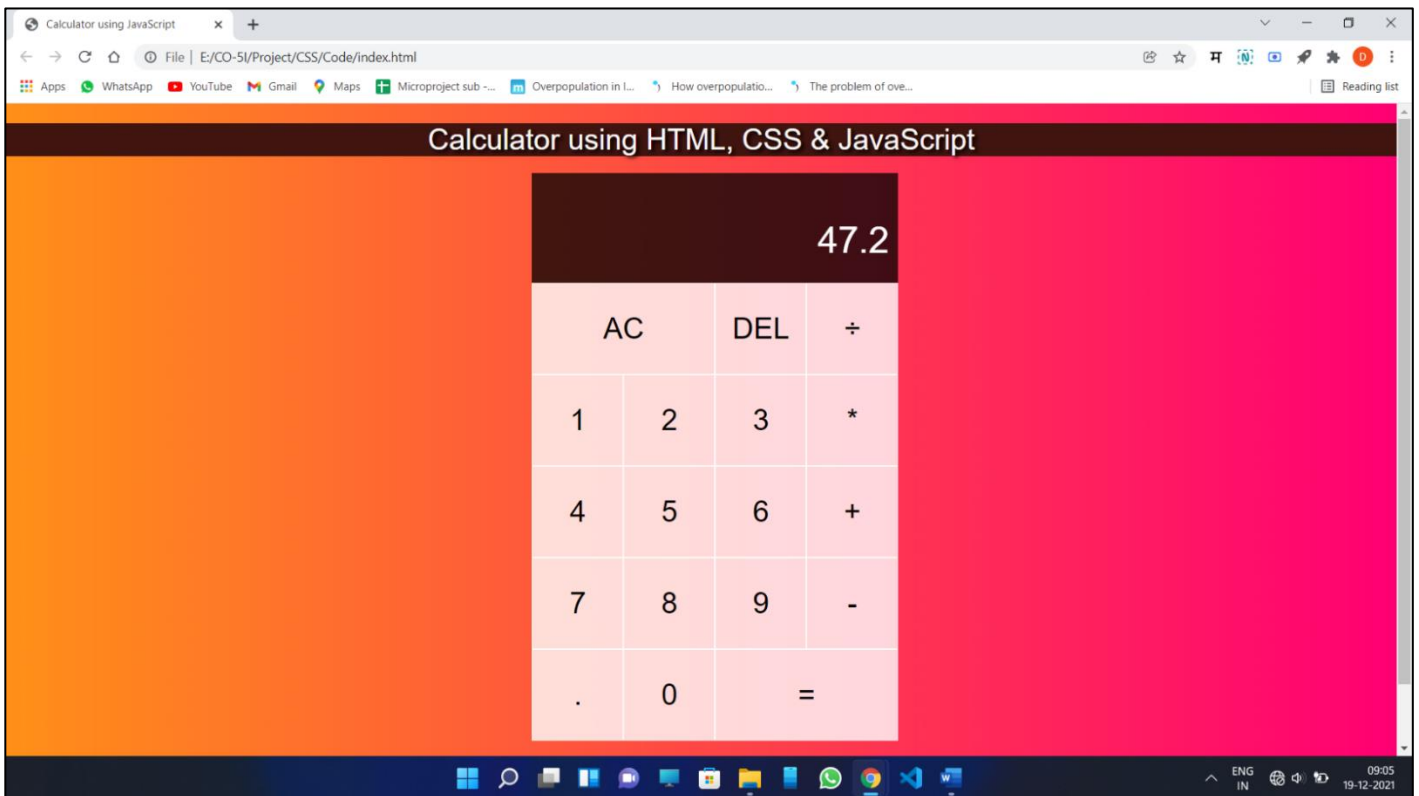 Calculator using JavaScript
File | E:/CO-5I/Project/CSS/Code/index.html
म N D
Apps WhatsApp YouTube Gmail Maps Microproject sub -... m Overpopulation in I... How overpopulatio... The problem of ove... Reading list
Calculator using HTML, CSS & JavaScript
47.2
AC DEL ÷
1 2 3 *
4 5 6 +
7 8 9 -
. 0 =
ENG 09:05
IN 19-12-2021